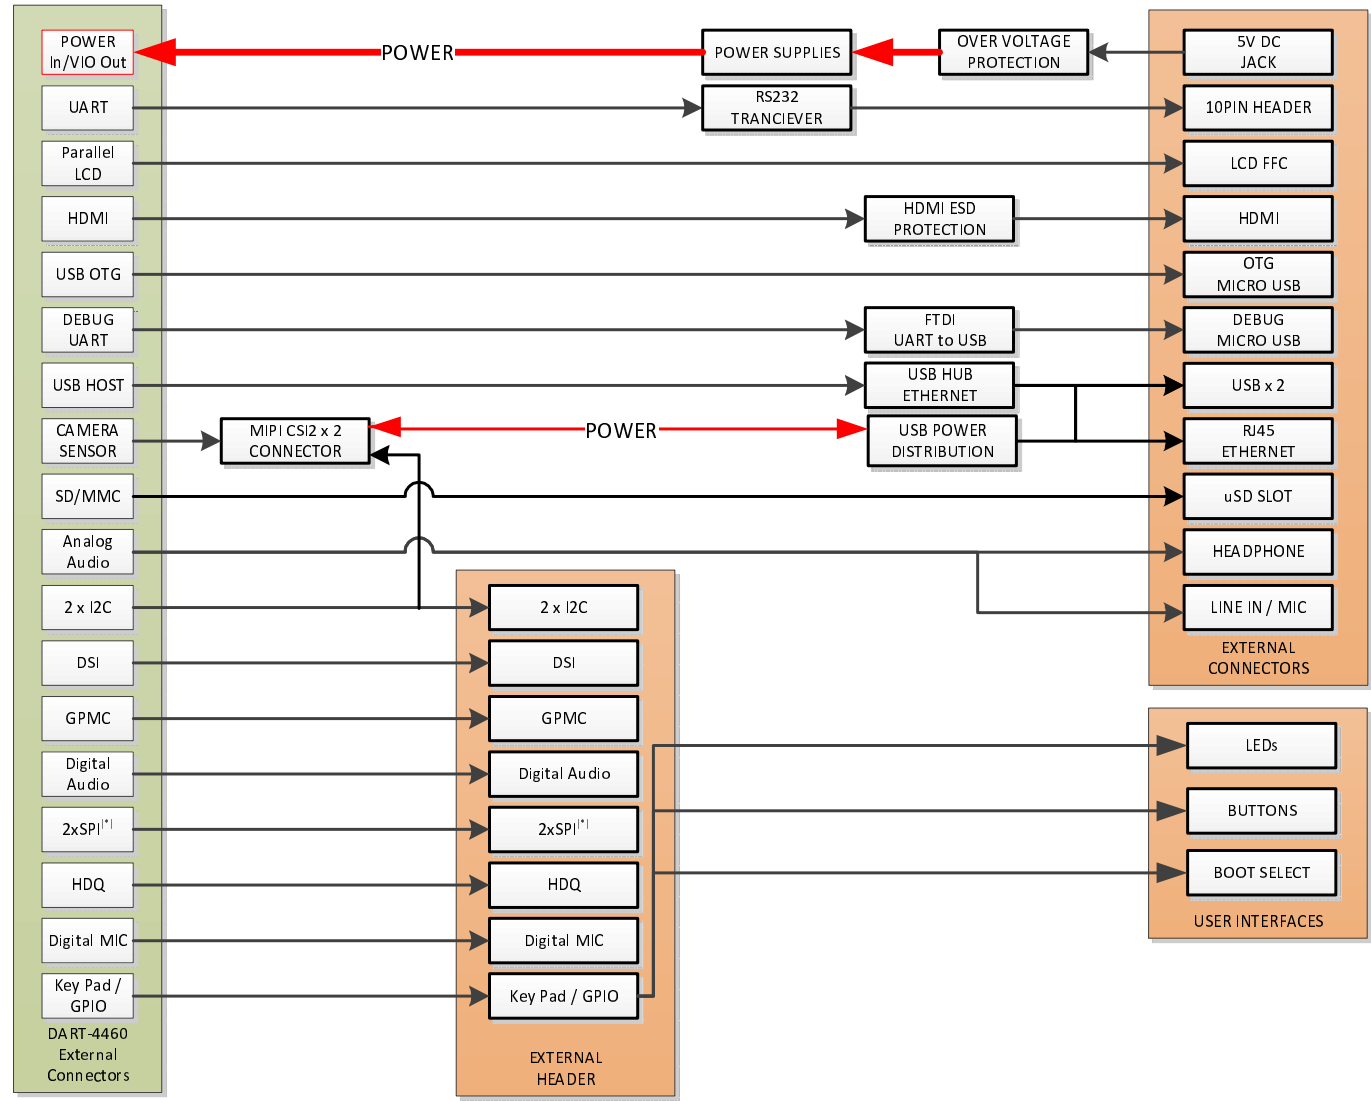 POWER
In/VIO Out
POWER
POWER SUPPLIES
OVER VOLTAGE
PROTECTION
5V DC
JACK
UART
RS232
TRANCIEVER
10PIN HEADER
Parallel
LCD
LCD FFC
HDMI
HDMI ESD
PROTECTION
HDMI
USB OTG
OTG
MICRO USB
DEBUG
UART
FTDI
UART to USB
DEBUG
MICRO USB
USB HOST
USB HUB
ETHERNET
USB x 2
CAMERA
SENSOR
MIPI CSI2 x 2
CONNECTOR
POWER
USB POWER
DISTRIBUTION
RJ45
ETHERNET
SD/MMC
uSD SLOT
Analog
Audio
HEADPHONE
2 x I2C
2 x I2C
LINE IN / MIC
EXTERNAL
CONNECTORS
DSI
DSI
GPMC
GPMC
LEDs
Digital
Audio
Digital Audio
BUTTONS
2xSPI(*)
2xSPI(*)
BOOT SELECT
HDQ
HDQ
USER INTERFACES
Digital MIC
Digital MIC
Key Pad /
GPIO
Key Pad / GPIO
DART-4460
External
Connectors
EXTERNAL
HEADER